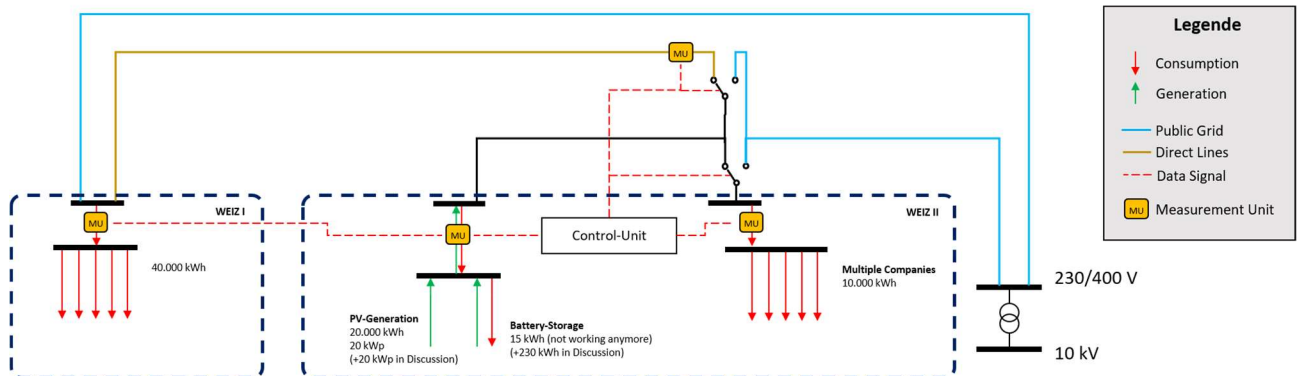 Legende
Consumption
Generation
Public Grid
Direct Lines
Data Signal
MU
Measurement Unit
MU
WEIZ I
MU
40.000 kWh
WEIZ II
MU
Control-Unit
MU
PV-Generation
20.000 kWh
20 kWp
(+20 kWp in Discussion)
Battery-Storage
15 kWh (not working anymore)
(+230 kWh in Discussion)
Multiple Companies
10.000 kWh
230/400 V
10 kV